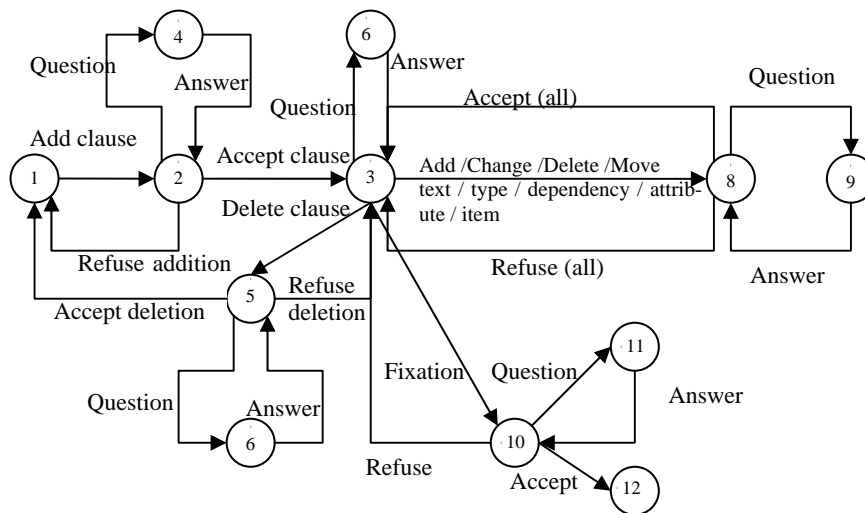 4
6
Question
Answer
Answer
Question
Question
Accept (all)
Add clause
Accept clause
1
2
3
Add /Change /Delete /Move
text / type / dependency / attrib-
ute / item
8
9
Delete clause
Refuse addition
Refuse (all)
Answer
5
Accept deletion
Refuse
deletion
11
Fixation
Question
Answer
Question
Answer
6
10
Refuse
Accept
12